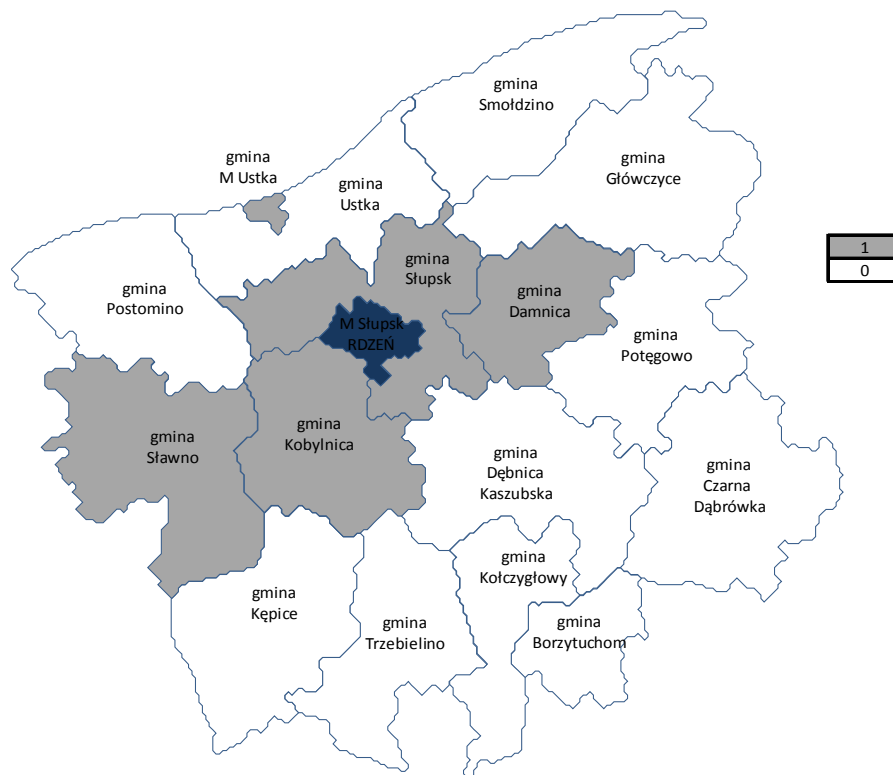 gmina
Smołdzino
gmina
M Ustka
gmina
Ustka
gmina
Główczyce
gmina
Słupsk
gmina
Postomino
gmina
Damnica
1
0
M Słupsk
RDZEŃ
gmina
Potęgowo
gmina
Sławno
gmina
Kobylnica
gmina
Dębnica
Kaszubska
gmina
Czarna
Dąbrówka
gmina
Kołczygłowy
gmina
Kępice
gmina
Trzebielino
gmina
Borzytuchom